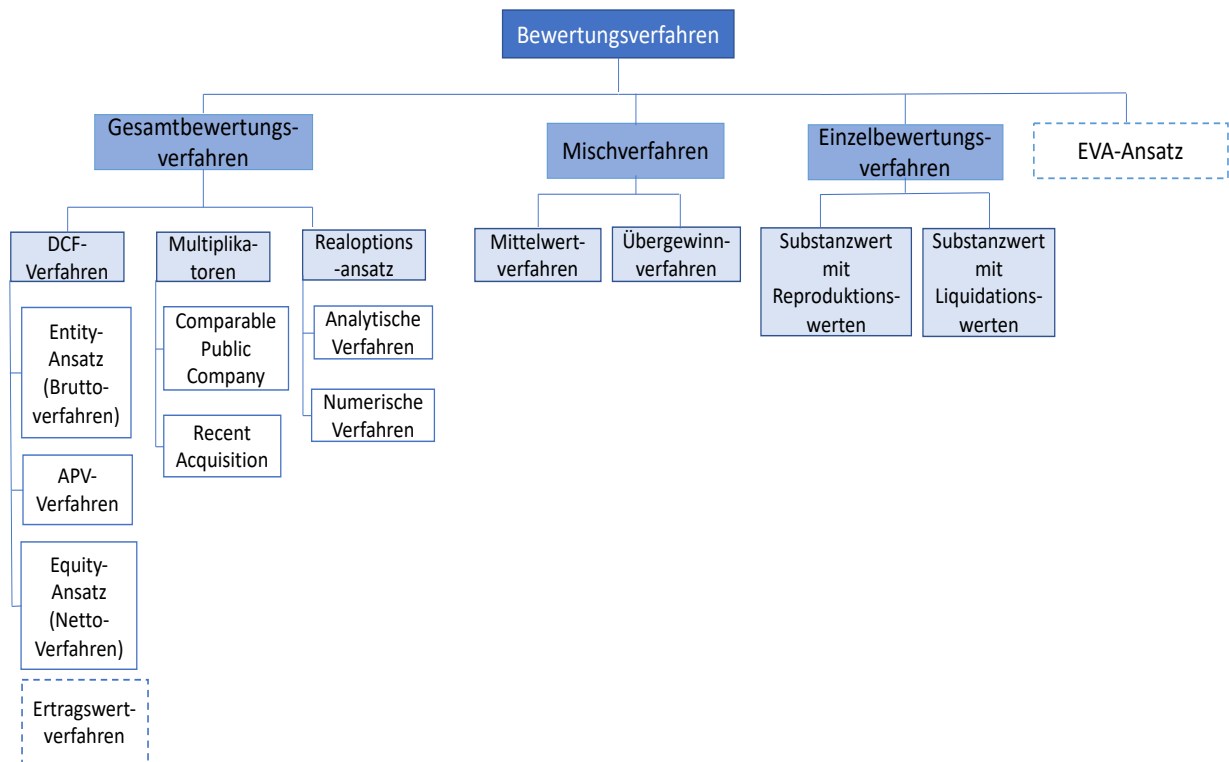 Bewertungsverfahren
Gesamtbewertungs-
verfahren
Mischverfahren
Einzelbewertungs-
verfahren
EVA-Ansatz
DCF-
Verfahren
Multiplika-
toren
Realoptions
-ansatz
Mittelwert-
verfahren
Übergewinn-
verfahren
Substanzwert
mit
Reproduktions-
werten
Substanzwert
mit
Liquidations-
werten
Entity-
Ansatz
(Brutto-
verfahren)
APV-
Verfahren
Equity-
Ansatz
(Netto-
Verfahren)
Ertragswert-
verfahren
Comparable
Public
Company
Recent
Acquisition
Analytische
Verfahren
Numerische
Verfahren